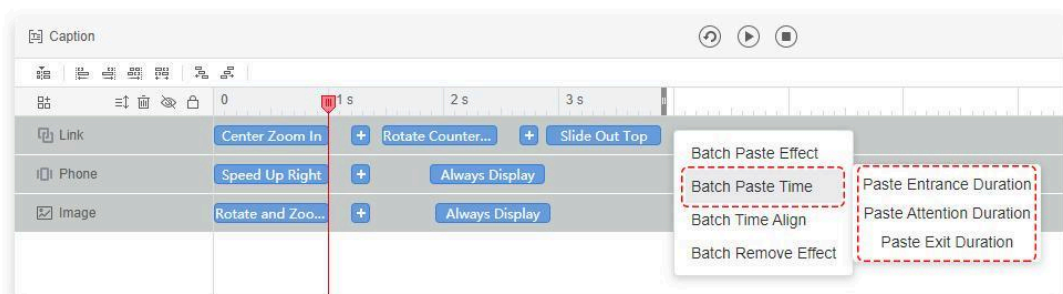 Caption
0 1 s 2 s 3 s
Link Center Zoom In + Rotate Counter... + Slide Out Top
Phone Speed Up Right + Always Display
Image Rotate and Zoo... + Always Display
Batch Paste Effect
Batch Paste Time
Batch Time Align
Batch Remove Effect
Paste Entrance Duration
Paste Attention Duration
Paste Exit Duration